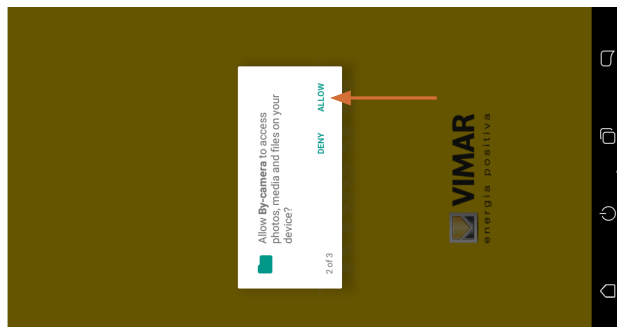 Allow By-camera to access
photos, media and files on your
device?
2 of 3
DENY
ALLOW
VIMAR
energia positiva